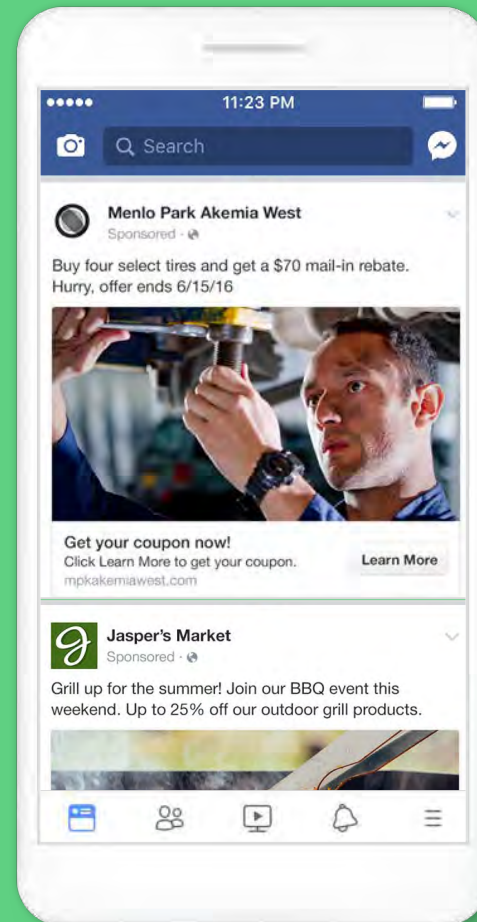 11:23 PM
Search
Menlo Park Akemia West
Sponsored ·
Buy four select tires and get a $70 mail-in rebate.
Hurry, offer ends 6/15/16
Get your coupon now!
Click Learn More to get your coupon.
Learn More
mpkakemiawest.com
Jasper's Market
Sponsored ·
Grill up for the summer! Join our BBQ event this
weekend. Up to 25% off our outdoor grill products.